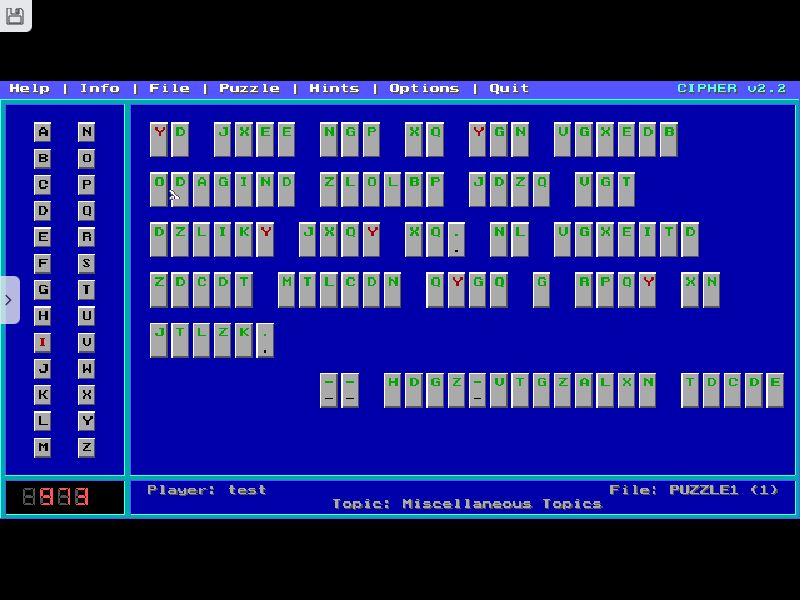 Help | Info | File | Puzzle | Hints | Options | Quit CIPHER v2.2
A N
B O
C P
D Q
E R
F S
G T
H U
I V
J W
K X
L Y
M Z
YD JXEE NGP XQ YGN VGXEDB
ODAGIND ZLOLBP JDZQ VGT
DZLIKY JXQY XQ. NL VGXEITD
ZDCDT MTLCDN QYGQ G RPQY XN
JTLZK.
-- HDGZ-VTGZALXN TDCDE
973
Player: test File: PUZZLE1 (1)
Topic: Miscellaneous Topics